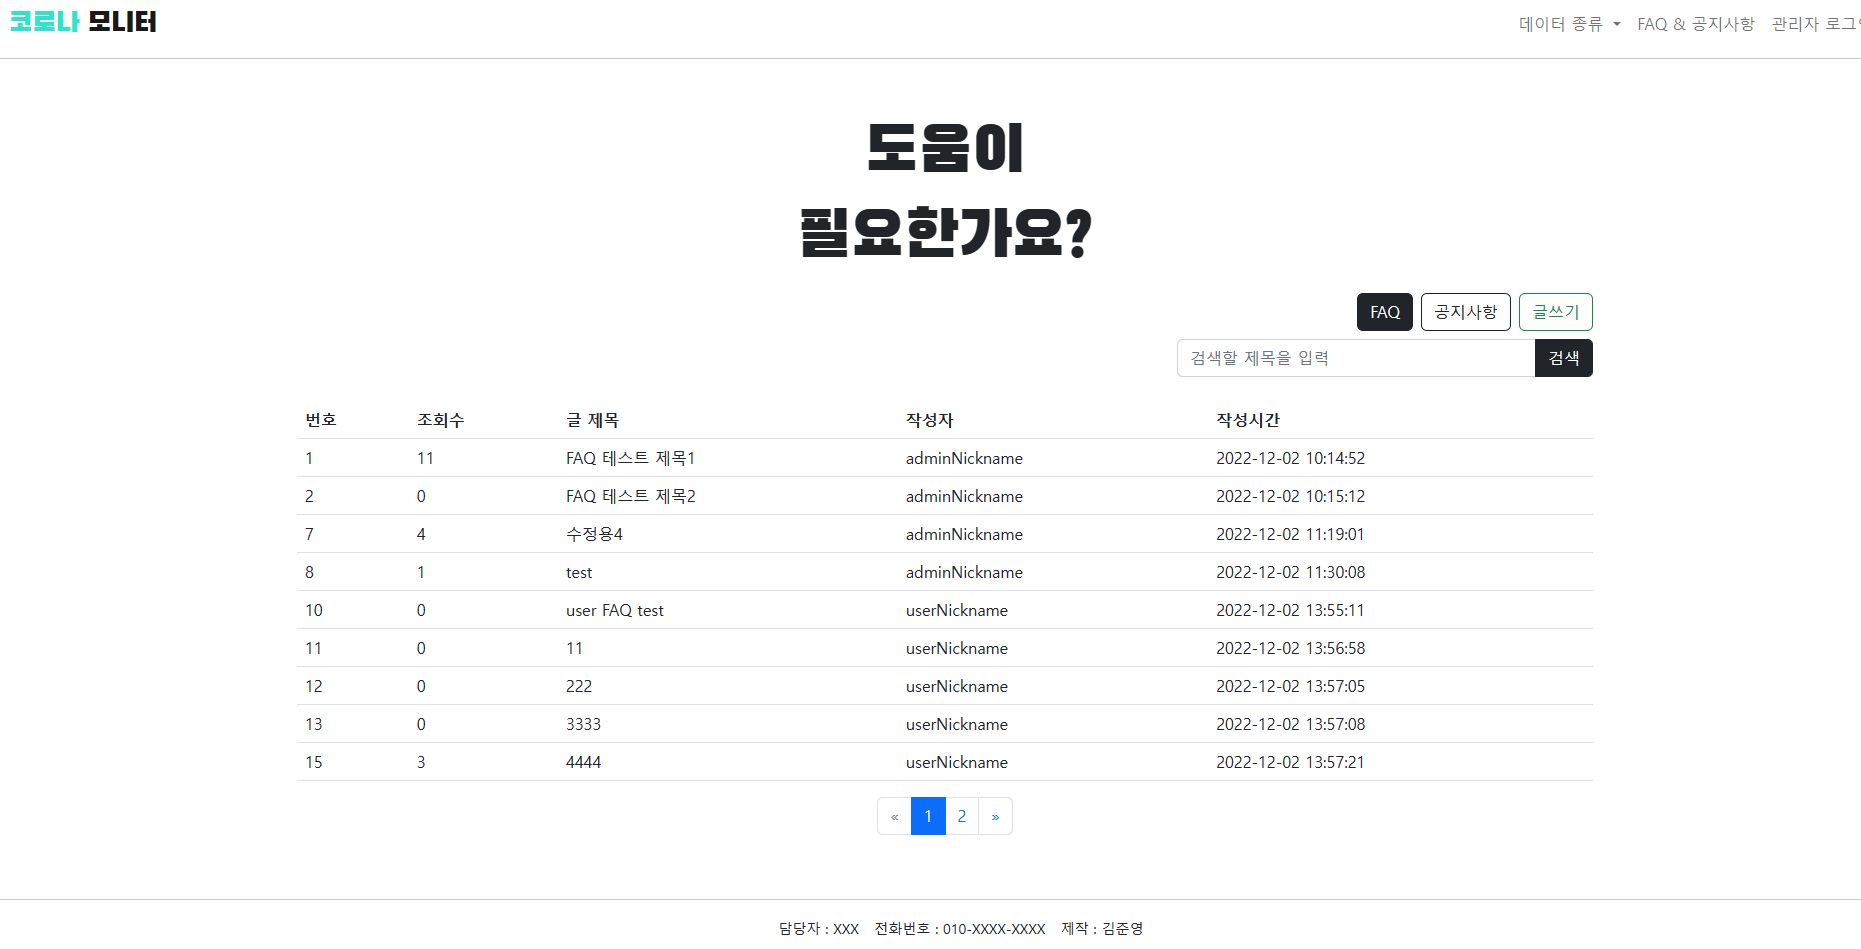 코로나 모니터
데이터 종류 FAQ & 공지사항 관리자
도움이
필요한가요?
FAQ 공지사항 글쓰기
검색할 제목을 입력 검색
번호 조회수 글 제목 작성자 작성시간
1 11 FAQ 테스트 제목1 adminNickname 2022-12-02 10:14:52
2 0 FAQ 테스트 제목2 adminNickname 2022-12-02 10:15:12
7 4 수정용4 adminNickname 2022-12-02 11:19:01
8 1 test adminNickname 2022-12-02 11:30:08
10 0 user FAQ test userNickname 2022-12-02 13:55:11
11 0 11 userNickname 2022-12-02 13:56:58
12 0 222 userNickname 2022-12-02 13:57:05
13 0 3333 userNickname 2022-12-02 13:57:08
15 3 4444 userNickname 2022-12-02 13:57:21
« 1 2 »
담당자 : XXX 전화번호 : 010-XXXX-XXXX 제작 : 김준영